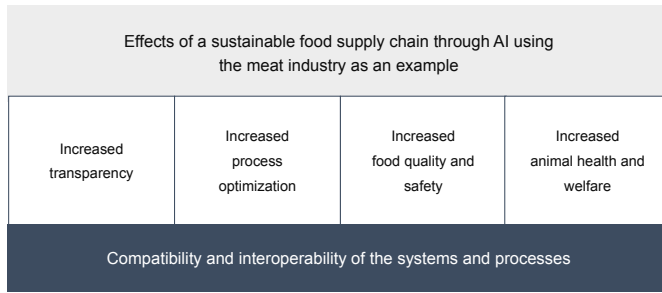 Effects of a sustainable food supply chain through AI using
the meat industry as an example
Increased
transparency
Increased
process
optimization
Increased
food quality and
safety
Increased
animal health and
welfare
Compatibility and interoperability of the systems and processes